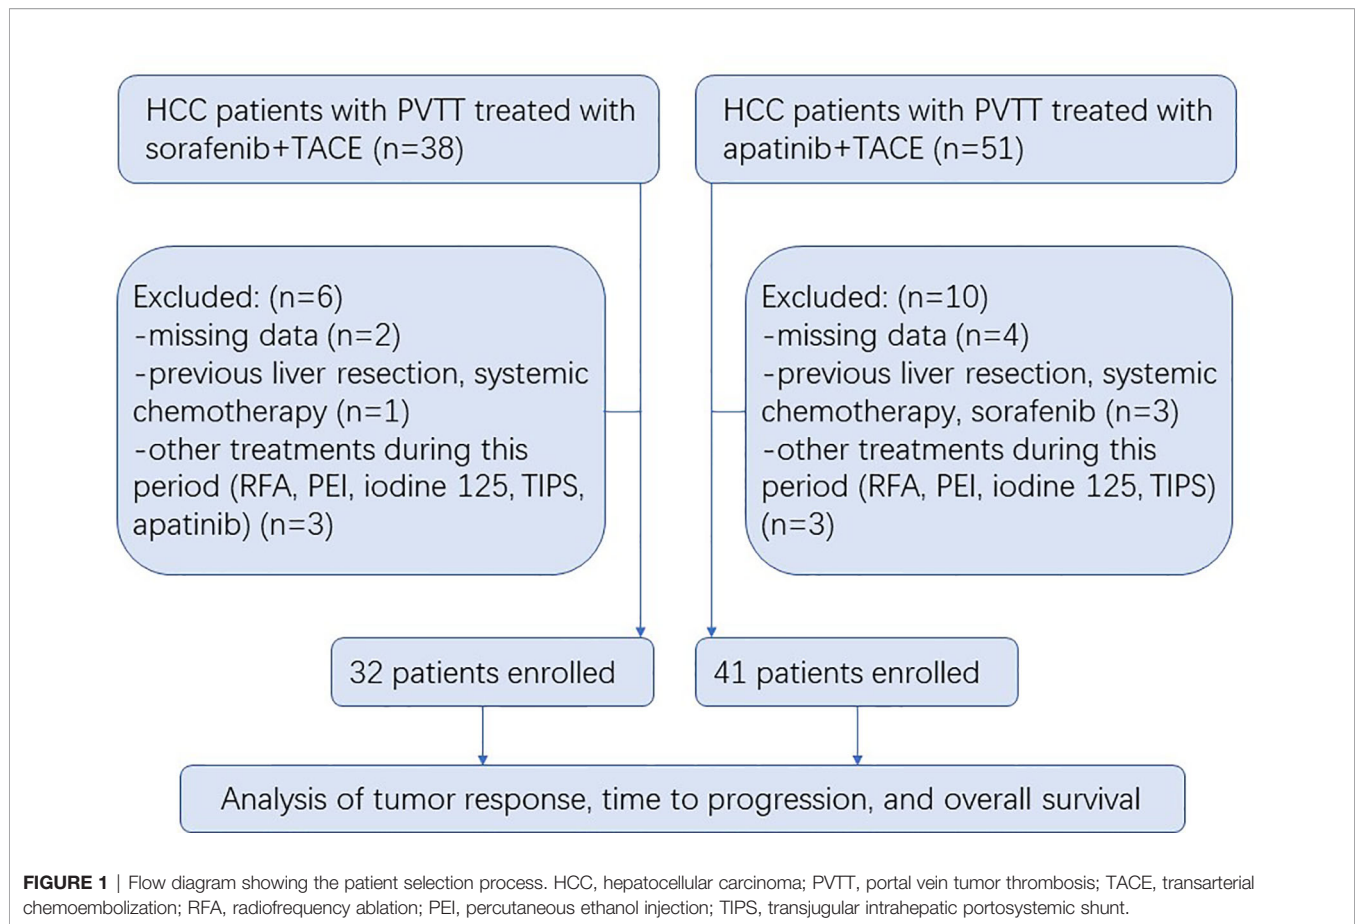 HCC patients with PVTT treated with
sorafenib+TACE (n=38)
HCC patients with PVTT treated with
apatinib+TACE (n=51)
Excluded: (n=6)
-missing data (n=2)
-previous liver resection, systemic
chemotherapy (n=1)
-other treatments during this
period (RFA, PEI, iodine 125, TIPS,
apatinib) (n=3)
Excluded: (n=10)
-missing data (n=4)
-previous liver resection, systemic
chemotherapy, sorafenib (n=3)
-other treatments during this
period (RFA, PEI, iodine 125, TIPS)
(n=3)
32 patients enrolled
41 patients enrolled
Analysis of tumor response, time to progression, and overall survival
FIGURE 1 | Flow diagram showing the patient selection process. HCC, hepatocellular carcinoma; PVTT, portal vein tumor thrombosis; TACE, transarterial
chemoembolization; RFA, radiofrequency ablation; PEI, percutaneous ethanol injection; TIPS, transjugular intrahepatic portosystemic shunt.